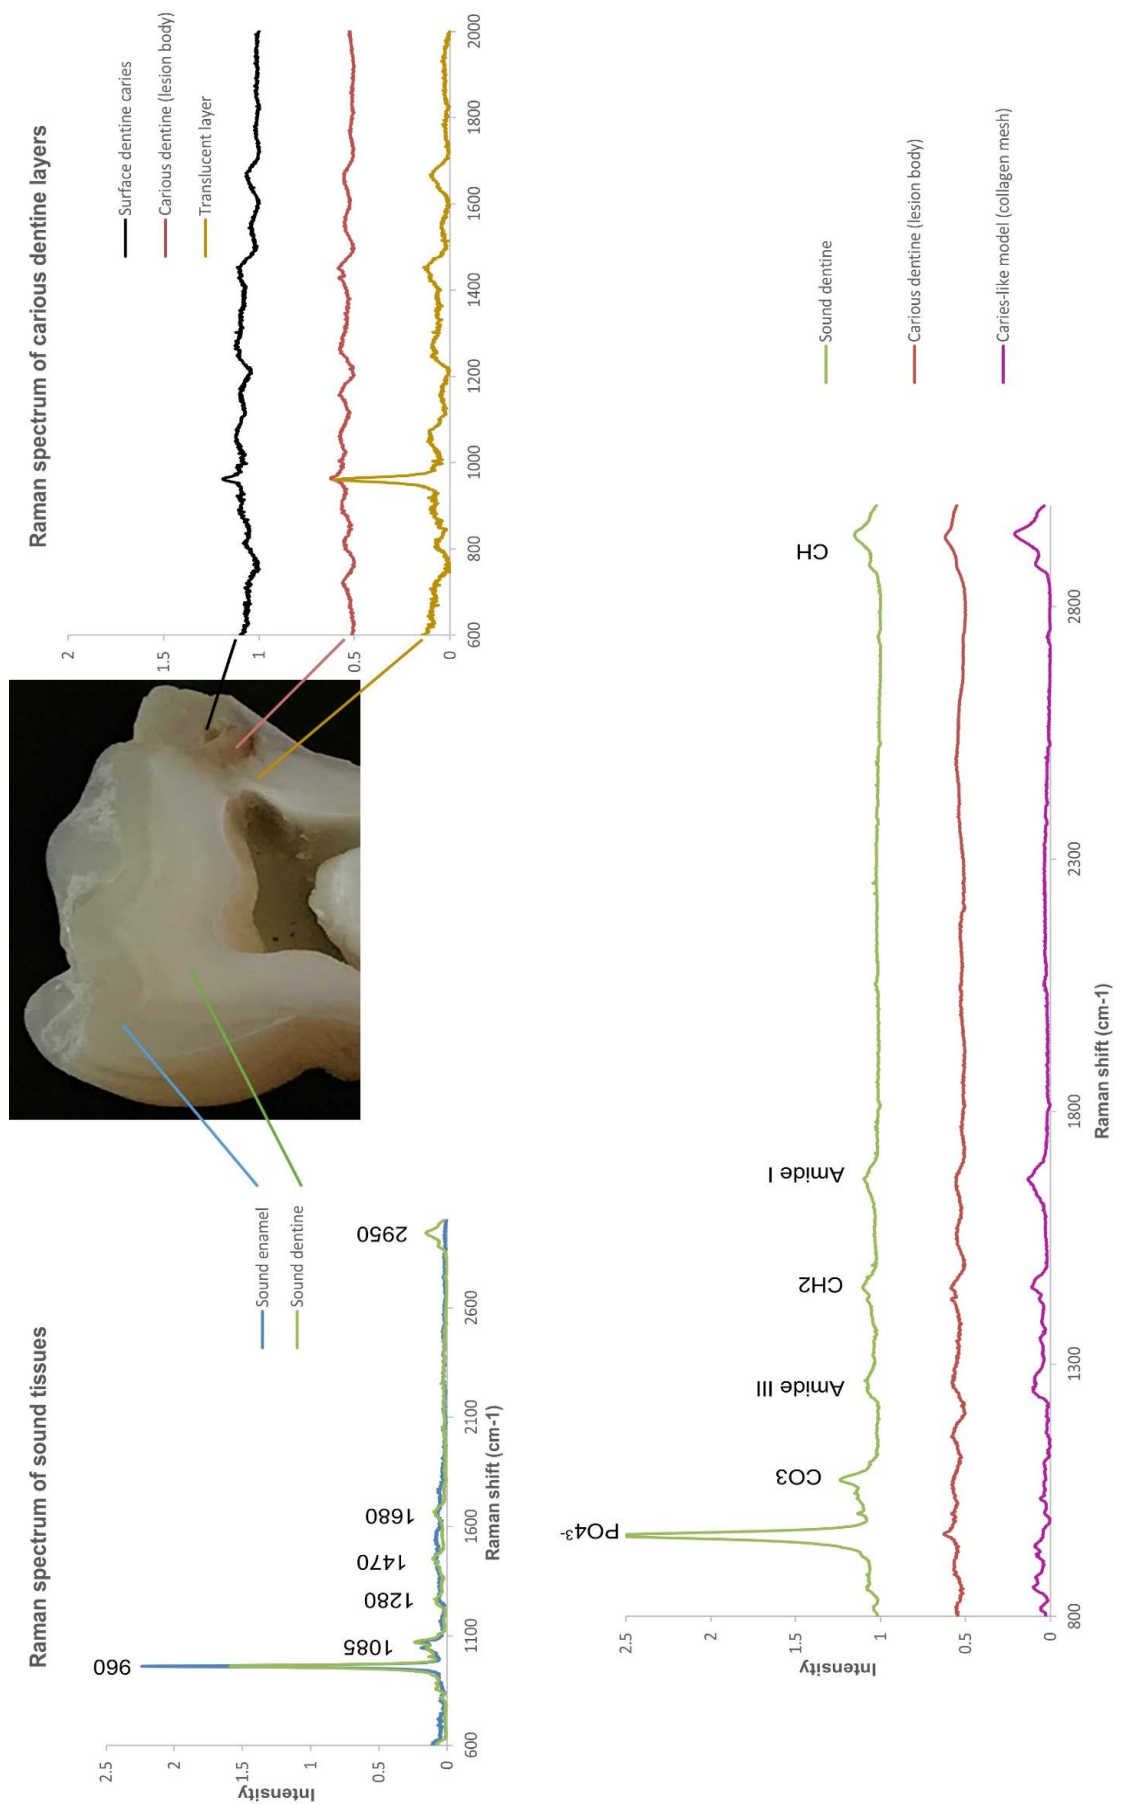 Raman spectrum of sound tissues
2.5
2
1.5
1
0.5
0
Intensity
600
1100
1600
2100
2600
Raman shift (cm-1)
960
1085
1280
1470
1680
2950
Sound enamel
Sound dentine
Raman spectrum of carious dentine layers
2
1.5
1
0.5
0
600
800
1000
1200
1400
1600
1800
2000
Surface dentine caries
Carious dentine (lesion body)
Translucent layer
2.5
2
1.5
1
0.5
0
Intensity
800
1300
1800
2300
2800
Raman shift (cm-1)
PO4³⁻
CO3
Amide III
CH2
Amide I
CH
Sound dentine
Carious dentine (lesion body)
Caries-like model (collagen mesh)